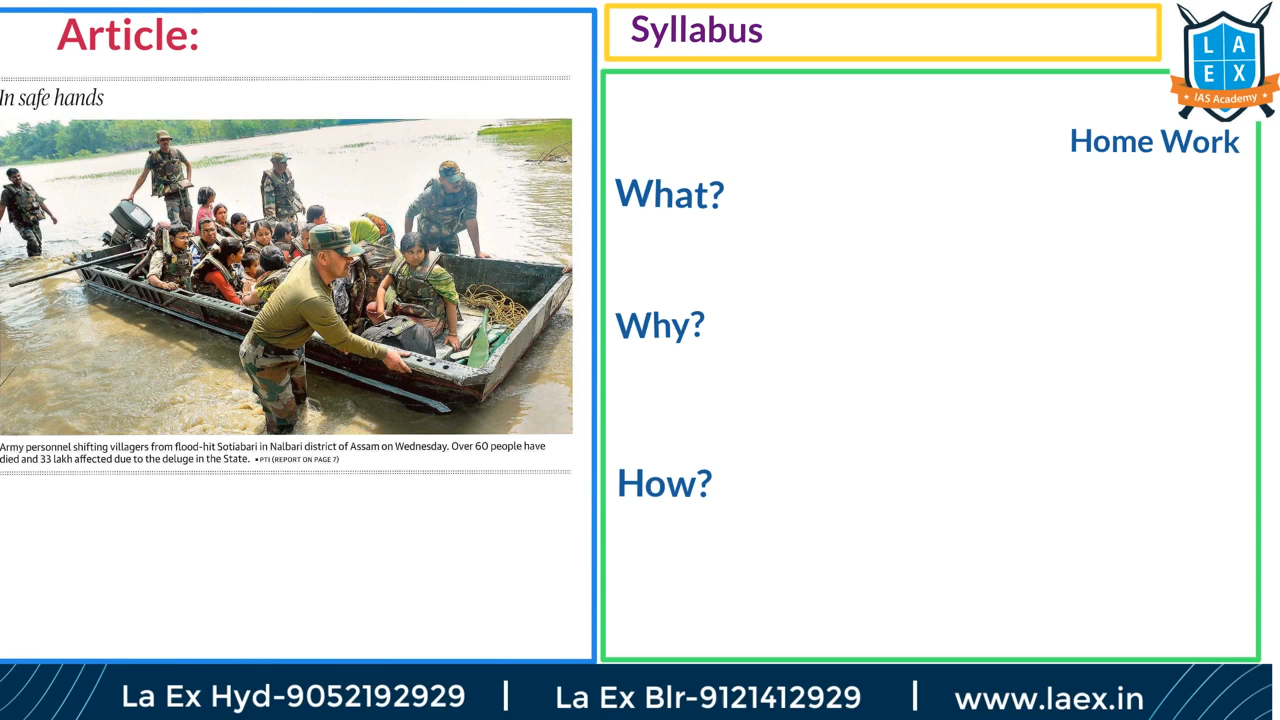 Article:
In safe hands
Army personnel shifting villagers from flood-hit Sotiabari in Nalbari district of Assam on Wednesday. Over 60 people have
died and 33 lakh affected due to the deluge in the State. ▪ PTI (REPORT ON PAGE 7)
Syllabus
L A
E X
IAS Academy
Home Work
What?
Why?
How?
La Ex Hyd-9052192929 | La Ex Blr-9121412929 | www.laex.in